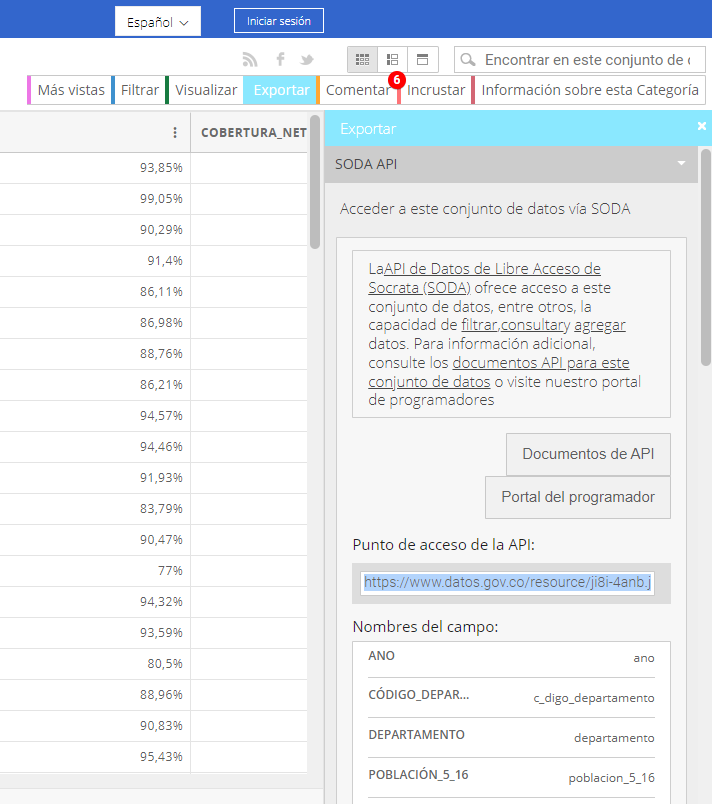 Español
Iniciar sesión
Encontrar en este conjunto de c
Más vistas
Filtrar
Visualizar
Exportar
Comentar
6
Incrustar
Información sobre esta Categoría
COBERTURA_NET
93,85%
99,05%
90,29%
91,4%
86,11%
86,98%
88,76%
86,21%
94,57%
94,46%
91,93%
83,79%
90,47%
77%
94,32%
93,59%
80,5%
88,96%
90,83%
95,43%
Exportar
SODA API
Acceder a este conjunto de datos vía SODA
LaAPI de Datos de Libre Acceso de
Socrata (SODA) ofrece acceso a este
conjunto de datos, entre otros, la
capacidad de filtrar,consultary agregar
datos. Para información adicional,
consulte los documentos API para este
conjunto de datos o visite nuestro portal
de programadores
Documentos de API
Portal del programador
Punto de acceso de la API:
https://www.datos.gov.co/resource/ji8i-4anb.j
Nombres del campo:
ANO
ano
CÓDIGO_DEPAR...
c_digo_departamento
DEPARTAMENTO
departamento
POBLACIÓN_5_16
poblacion_5_16